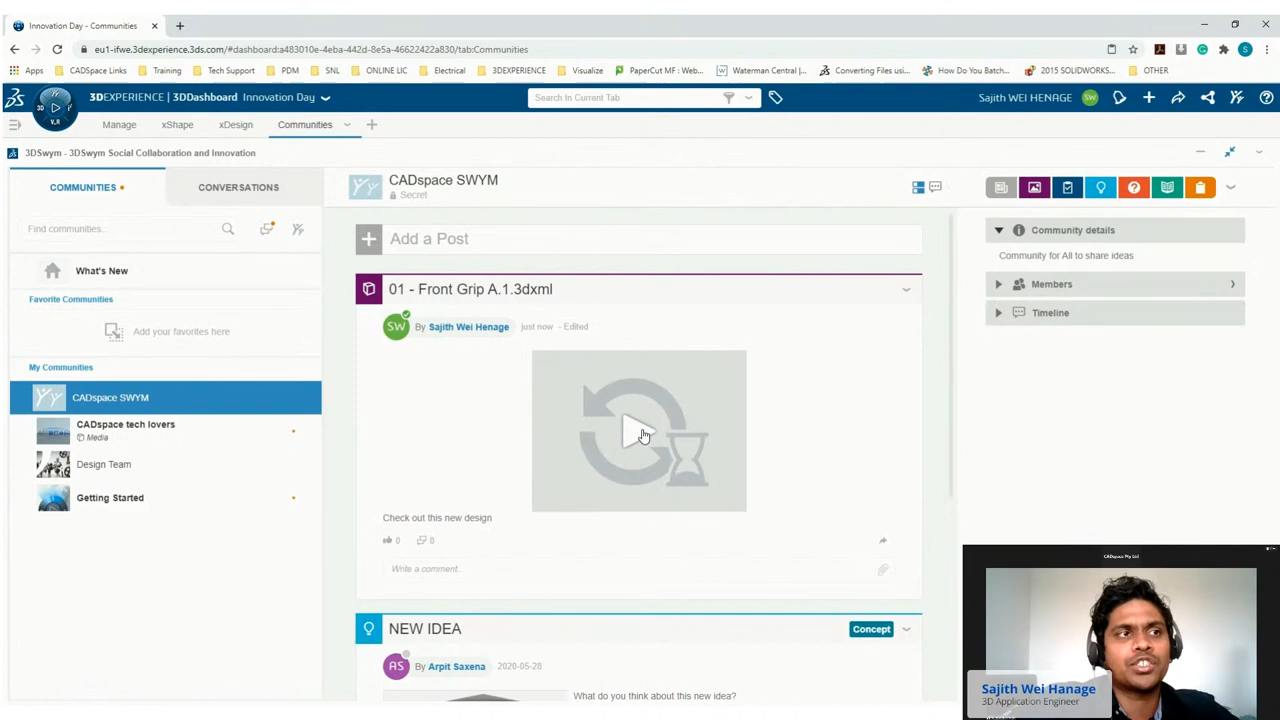 Innovation Day - Communities
eu1-ifwe.3dexperience.3ds.com/#dashboard:a483010e-4eba-442d-8e5a-46622422a830/tab:Communities
Apps CADSpace Links Training Tech Support PDM SNL ONLINE LIC Electrical 3DEXPERIENCE Visualize PaperCut MF : Web... Waterman Central |... Converting Files usin... How Do You Batch... 2015 SOLIDWORKS... OTHER
3DEXPERIENCE | 3DDashboard Innovation Day
Search In Current Tab
Sajith WEI HENAGE SW
3D V.R
Manage xShape xDesign Communities
3DSwym - 3DSwym Social Collaboration and Innovation
COMMUNITIES CONVERSATIONS
Find communities...
What's New
Favorite Communities
Add your favorites here
My Communities
CADspace SWYM
CADspace tech lovers
Media
Design Team
Getting Started
CADspace SWYM
Secret
Add a Post
01 - Front Grip A.1.3dxml
SW By Sajith Wei Henage just now - Edited
Check out this new design
0 0
Write a comment...
NEW IDEA Concept
AS By Arpit Saxena 2020-05-28
What do you think about this new idea?
Community details
Community for All to share ideas
Members
Timeline
CADspace Pty Ltd
Sajith Wei Hanage
3D Application Engineer